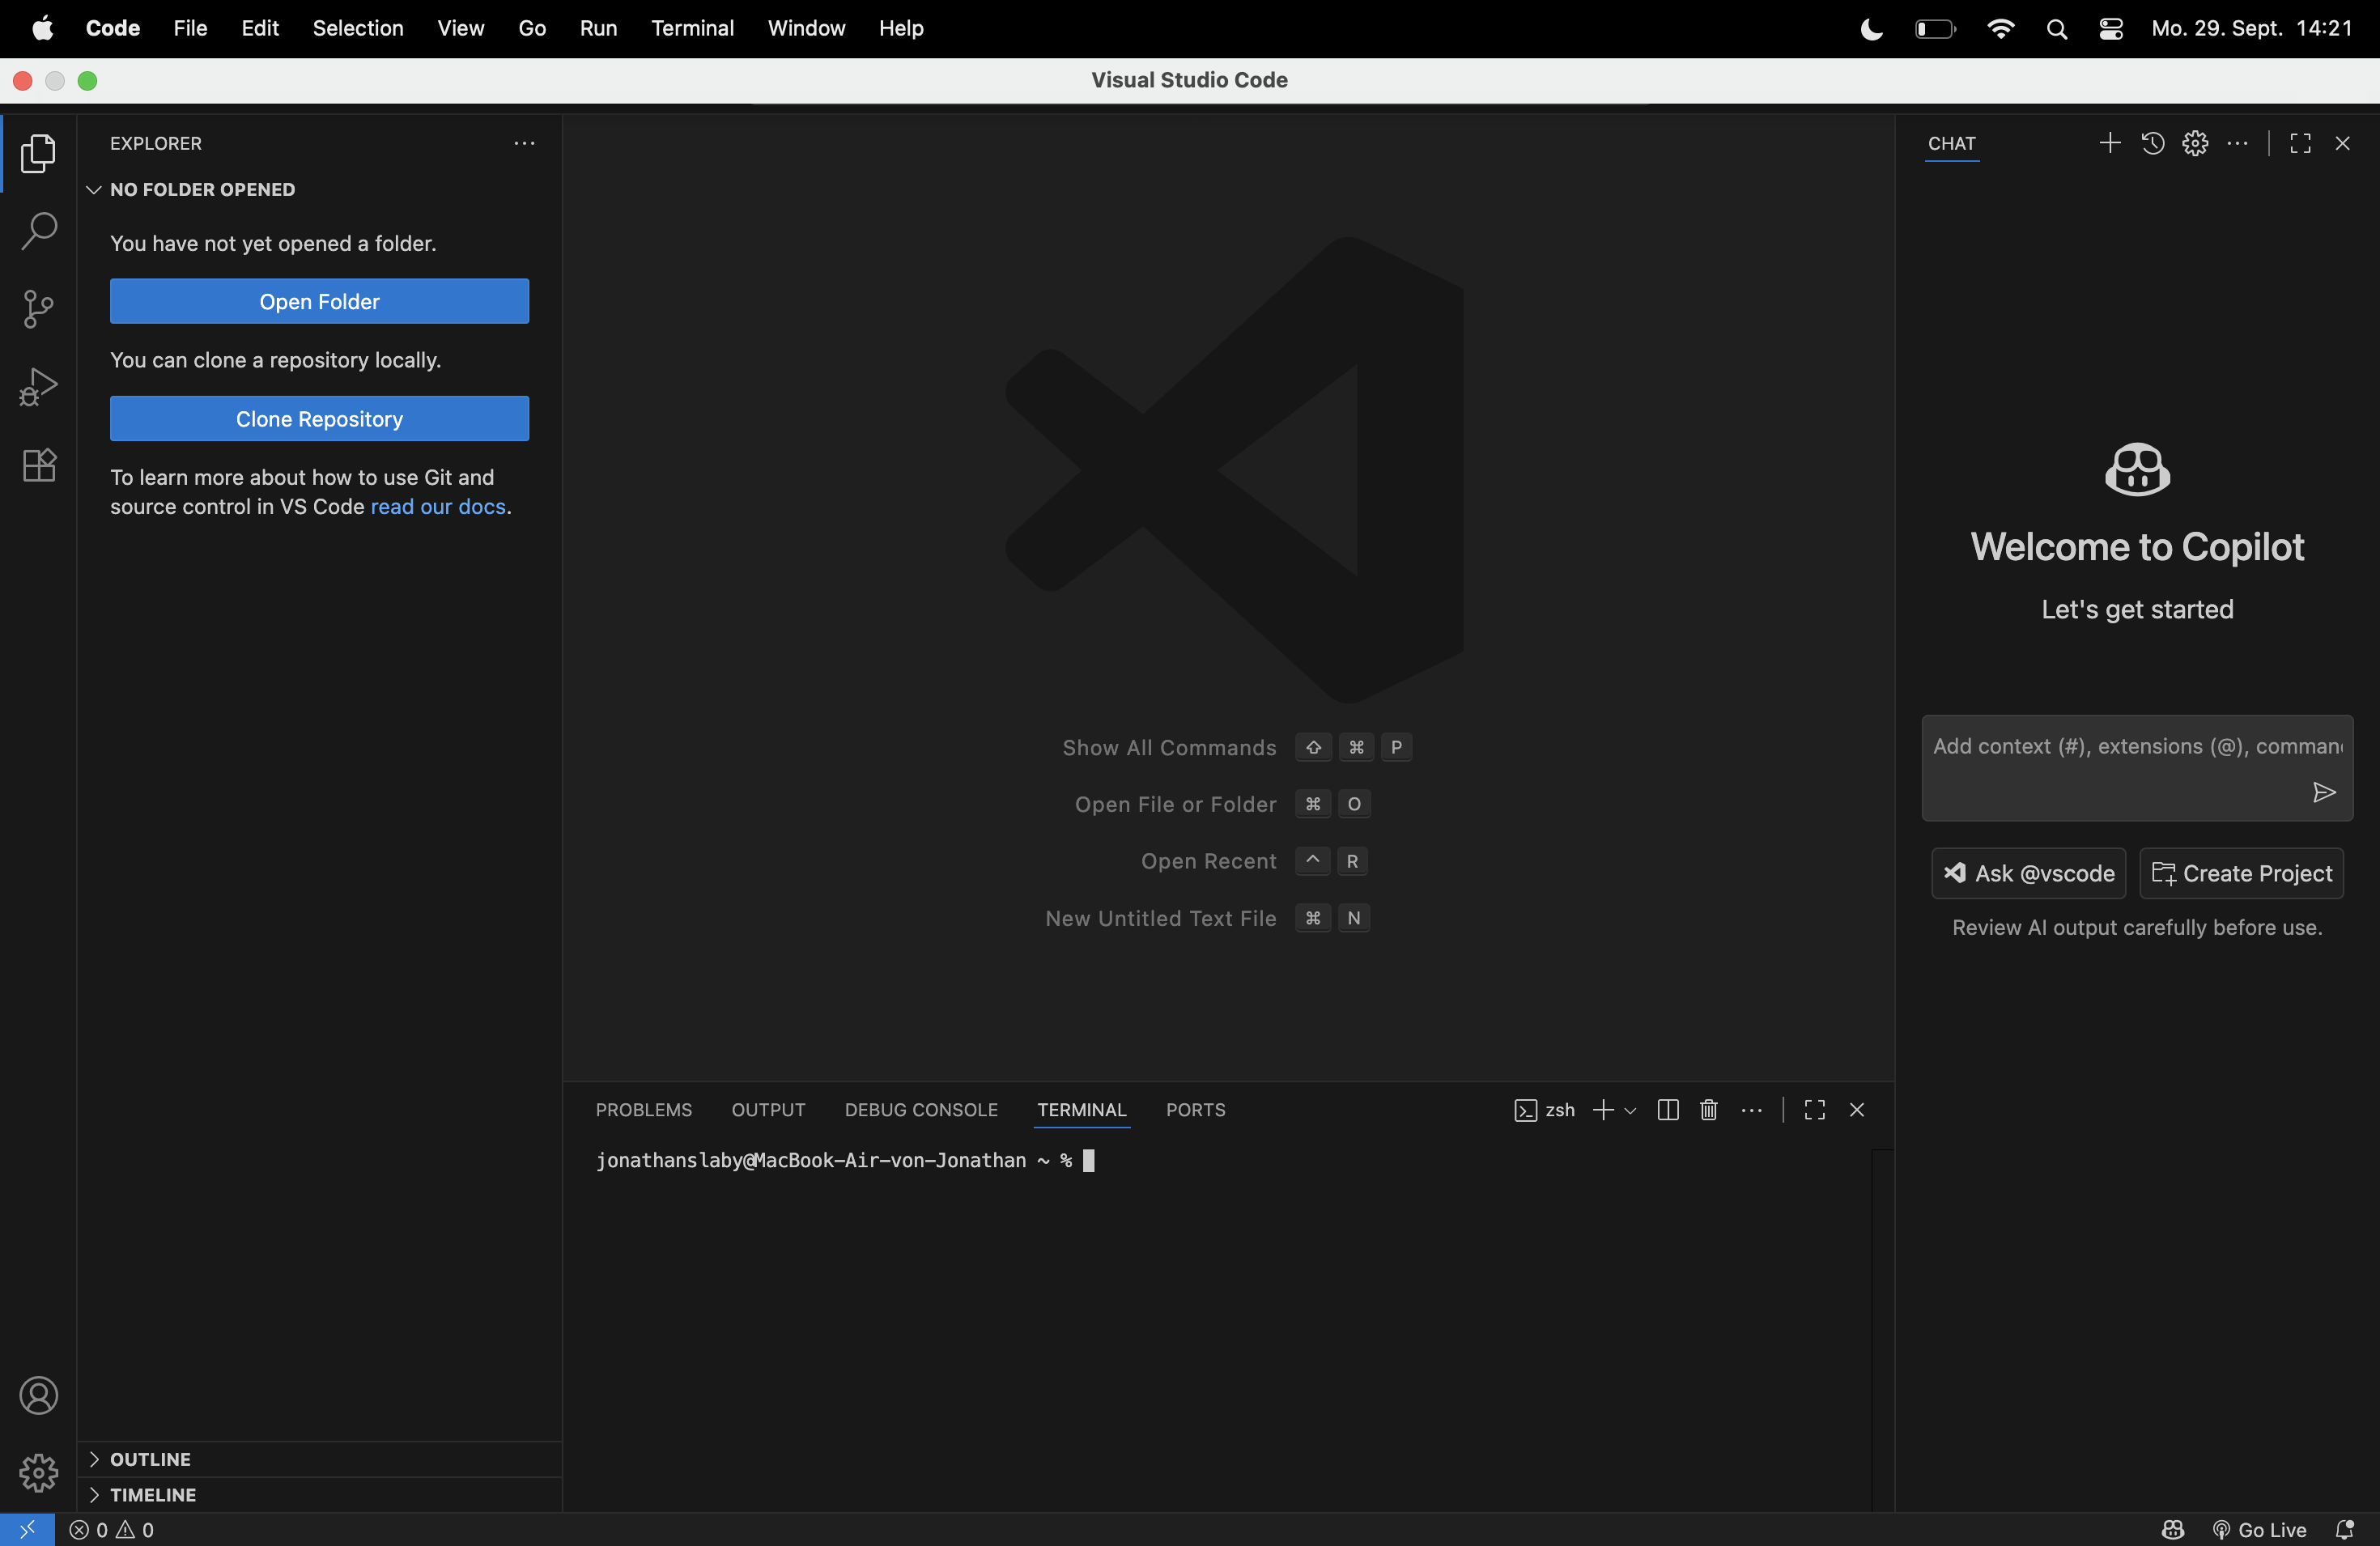 Code File Edit Selection View Go Run Terminal Window Help Mo. 29. Sept. 14:21
Visual Studio Code
EXPLORER
NO FOLDER OPENED
You have not yet opened a folder.
Open Folder
You can clone a repository locally.
Clone Repository
To learn more about how to use Git and
source control in VS Code read our docs.
OUTLINE
TIMELINE
Show All Commands ⇧ ⌘ P
Open File or Folder ⌘ O
Open Recent ^ R
New Untitled Text File ⌘ N
PROBLEMS OUTPUT DEBUG CONSOLE TERMINAL PORTS zsh
jonathanslaby@MacBook-Air-von-Jonathan ~ %
CHAT
Welcome to Copilot
Let's get started
Add context (#), extensions (@),
Ask @vscode Create Project
Review AI output carefully before use.
0 0 Go Live